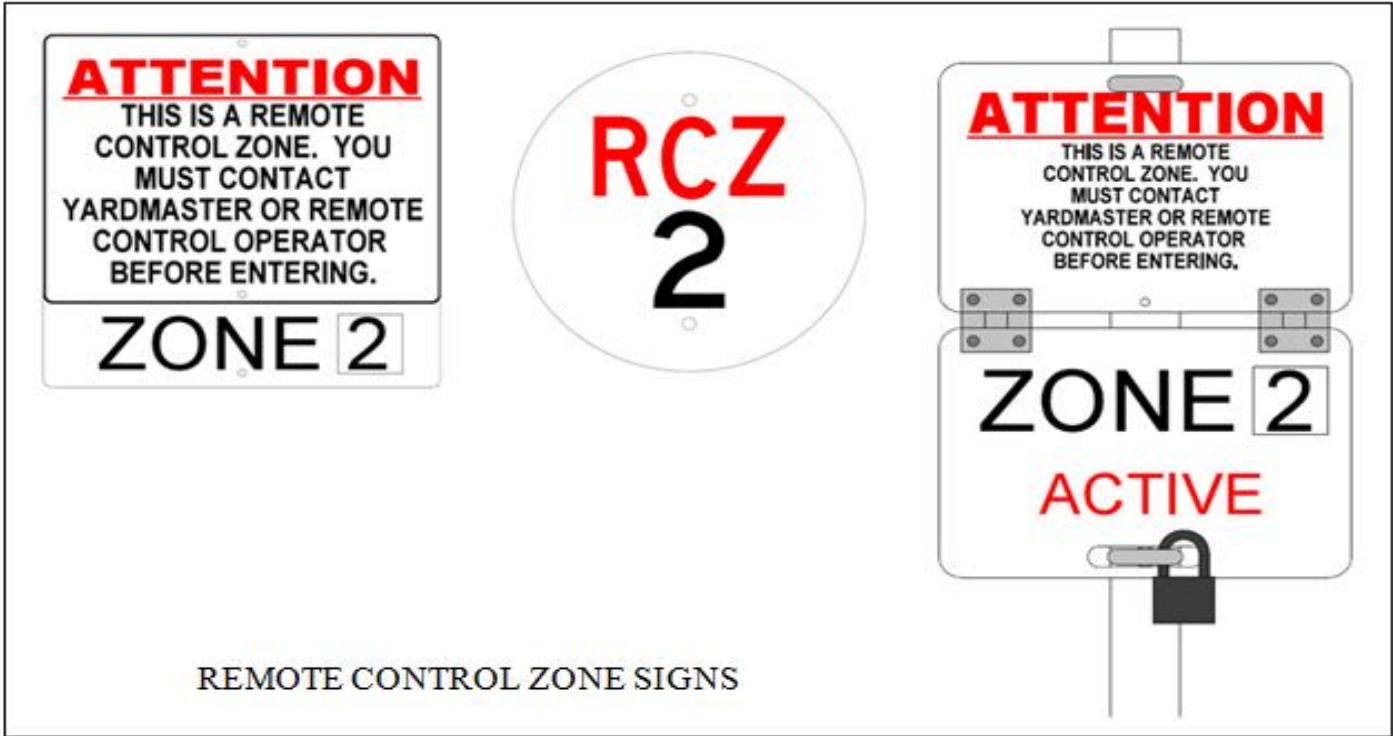 ATTENTION
THIS IS A REMOTE
CONTROL ZONE. YOU
MUST CONTACT
YARDMASTER OR REMOTE
CONTROL OPERATOR
BEFORE ENTERING.
ZONE 2
RCZ
2
ATTENTION
THIS IS A REMOTE
CONTROL ZONE. YOU
MUST CONTACT
YARDMASTER OR REMOTE
CONTROL OPERATOR
BEFORE ENTERING.
ZONE 2
ACTIVE
REMOTE CONTROL ZONE SIGNS